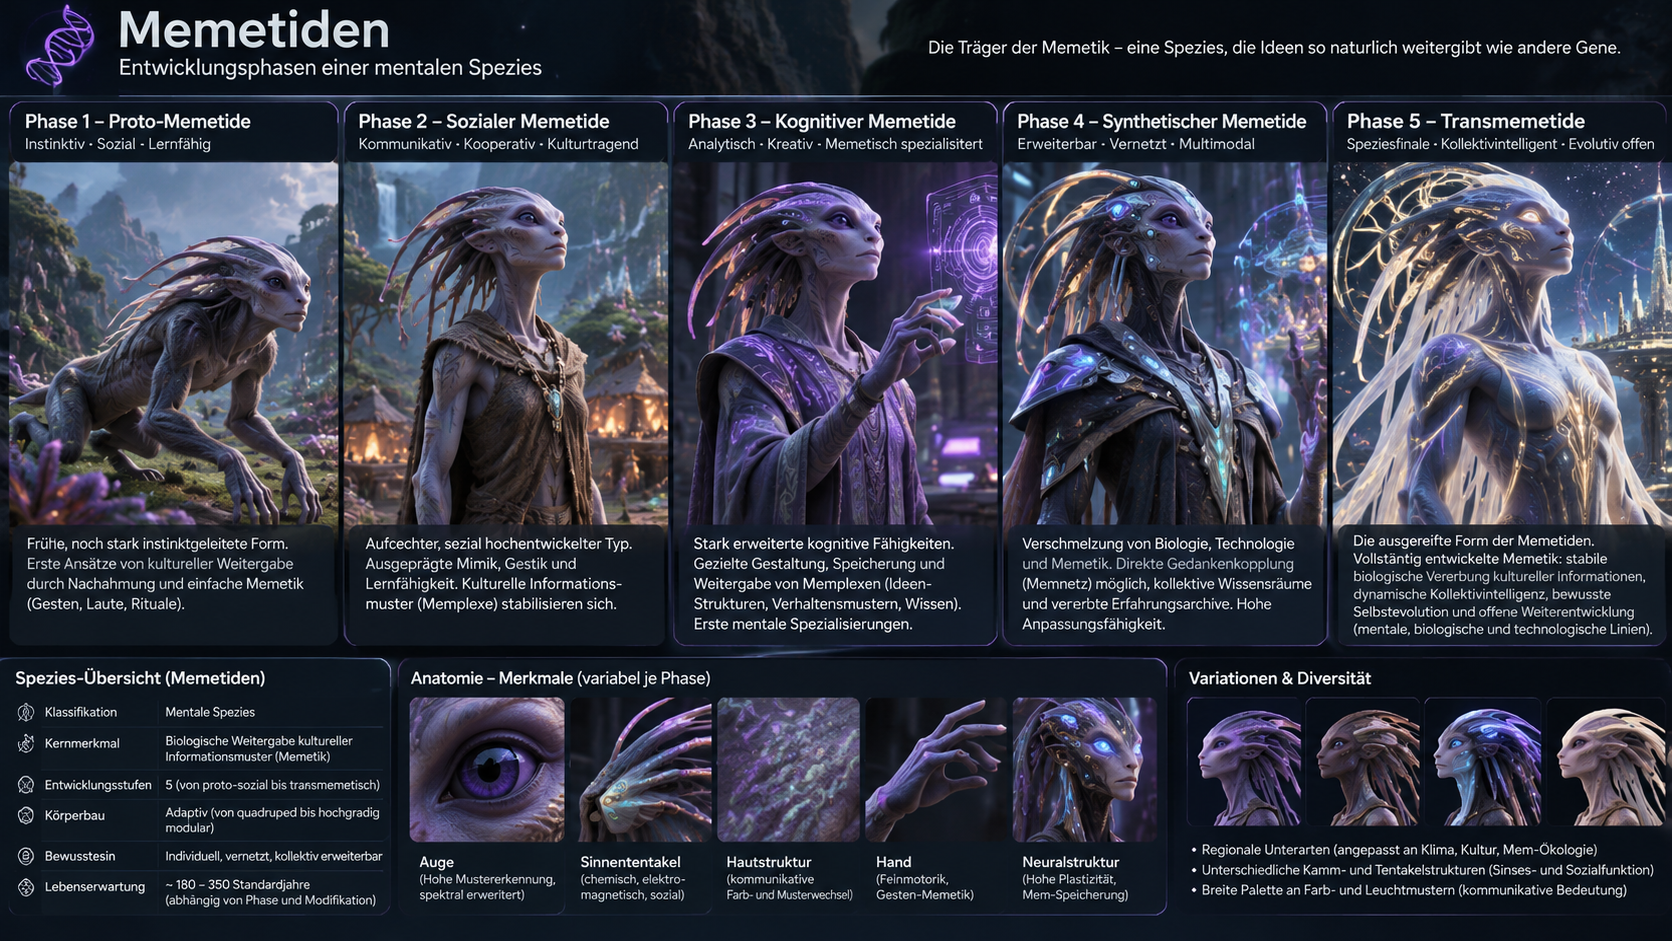 Memetiden
Entwicklungsphasen einer mentalen Spezies
Die Träger der Memetik – eine Spezies, die Ideen so naturlich weitergibt wie andere Gene.
Phase 1 – Proto-Memetide
Instinktiv • Sozial • Lernfähig
Frühe, noch stark instinktgeleitete Form.
Erste Ansätze von kultureller Weitergabe
durch Nachahmung und einfache Memetik
(Gesten, Laute, Rituale).
Phase 2 – Sozialer Memetide
Kommunikativ • Kooperativ • Kulturtragend
Aufcechter, sezial hochentwickelter Typ.
Ausgeprägte Mimik, Gestik und
Lernfähigkeit. Kulturelle Informations-
muster (Memplexe) stabilisieren sich.
Phase 3 – Kognitiver Memetide
Analytisch • Kreativ • Memetisch spezialisitert
Stark erweiterte kognitive Fähigkeiten.
Gezielte Gestaltung, Speicherung und
Weitergabe von Memplexen (Ideen-
Strukturen, Verhaltensmustern, Wissen).
Erste mentale Spezialisierungen.
Phase 4 – Synthetischer Memetide
Erweiterbar • Vernetzt • Multimodal
Verschmelzung von Biologie, Technologie
und Memetik. Direkte Gedankenkopplung
(Memnetz) möglich, kollektive Wissensräume
und vererbte Erfahrungsarchive. Hohe
Anpassungsfähigkeit.
Phase 5 – Transmemetide
Speziesfinale • Kollektivintelligent • Evolutiv offen
Die ausgereifte Form der Memetiden.
Vollständig entwickelte Memetik: stabile
biologische Vererbung kultureller Informationen,
dynamische Kollektivintelligenz, bewusste
Selbstevolution und offene Weiterentwicklung
(mentale, biologische und technologische Linien).
Spezies-Übersicht (Memetiden)
Klassifikation Mentale Spezies
Kernmerkmal Biologische Weitergabe kultureller
Informationsmuster (Memetik)
Entwicklungsstufen 5 (von proto-sozial bis transmemetisch)
Körperbau Adaptiv (von quadruped bis hochgradig
modular)
Bewusstesin Individuell, vernetzt, kollektiv erweiterbar
Lebenserwartung ~ 180 – 350 Standardjahre
(abhängig von Phase und Modifikation)
Anatomie – Merkmale (variabel je Phase)
Auge
(Hohe Mustererkennung,
spektral erweritert)
Sinnententakel
(chemisch, elektro-
magnetisch, sozial)
Hautstruktur
(kommunikative
Farb- und Musterwechsel)
Hand
(Feinmotorik,
Gesten-Memetik)
Neuralstruktur
(Hohe Plastizität,
Mem-Speicherung)
Variationen & Diversität
• Regionale Unterarten (angepasst an Klima, Kultur, Mem-Ökologie)
• Unterschiedliche Kamm- und Tentakelstrukturen (Sinses- und Sozialfunktion)
• Breite Palette an Farb- und Leuchtmustern (kommunikative Bedeutung)